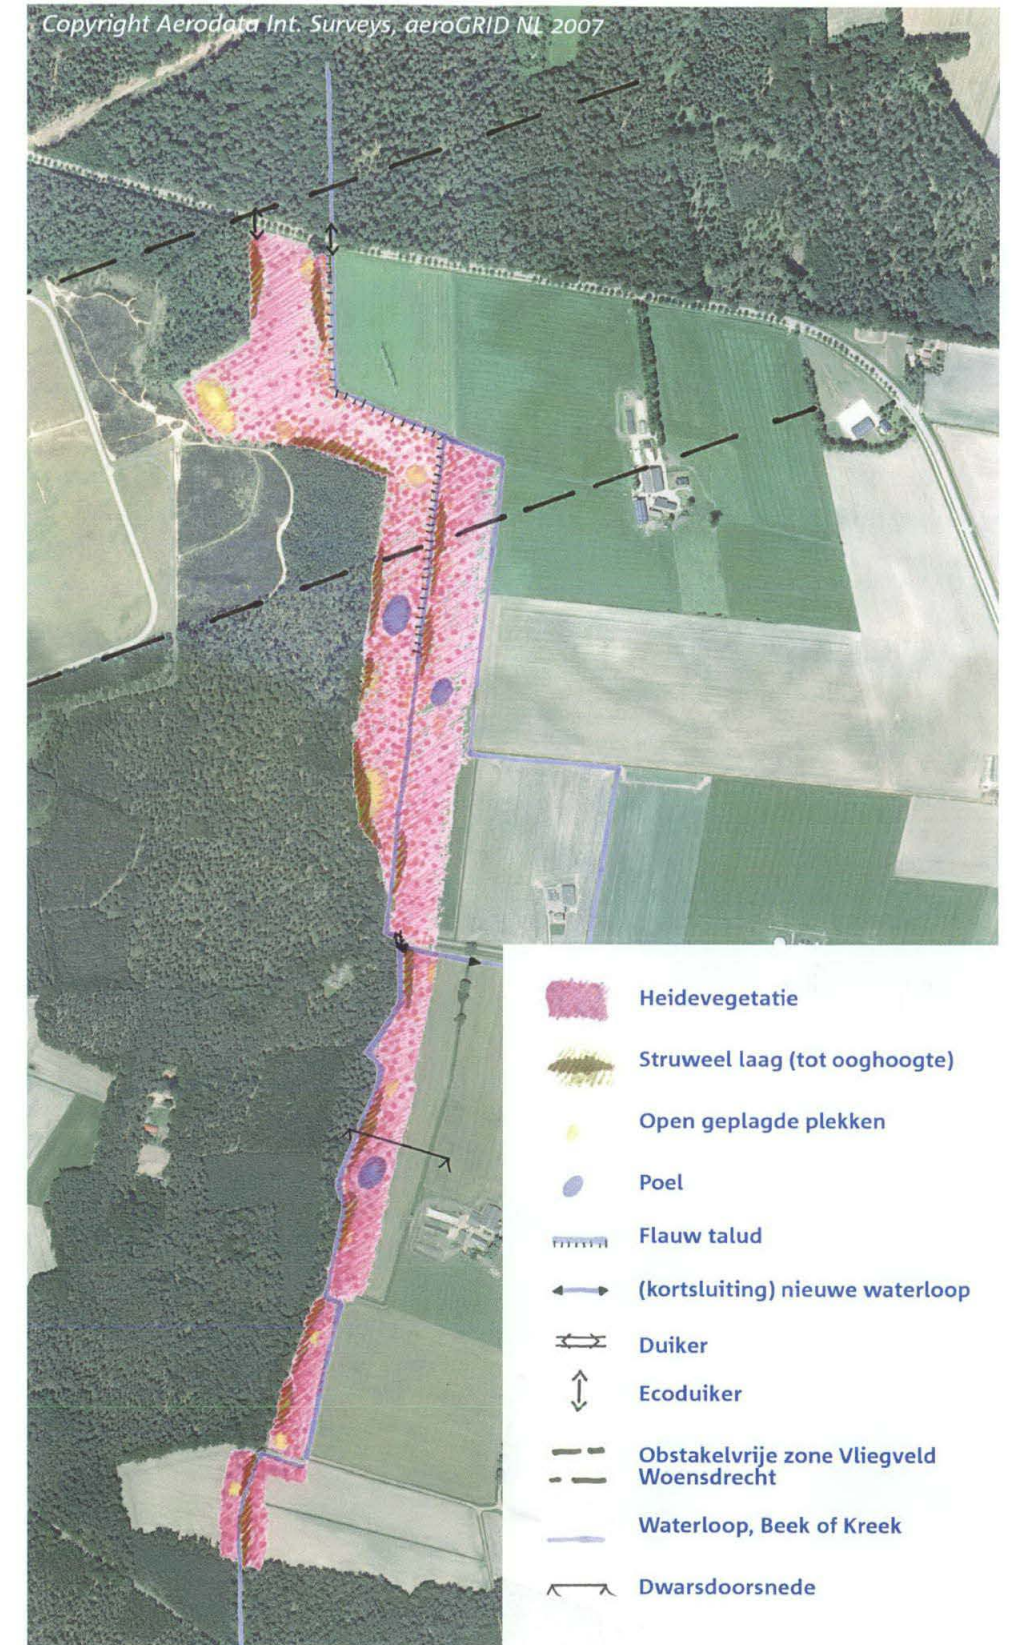 Copyright Aerodata Int. Surveys, aeroGRID NL 2007
Heidevegetatie
Struweel laag (tot ooghoogte)
Open geplagde plekken
Poel
Flauw talud
(kortsluiting) nieuwe waterloop
Duiker
Ecoduiker
Obstakelvrije zone Vliegveld
Woensdrecht
Waterloop, Beek of Kreek
Dwarsdoorsnede